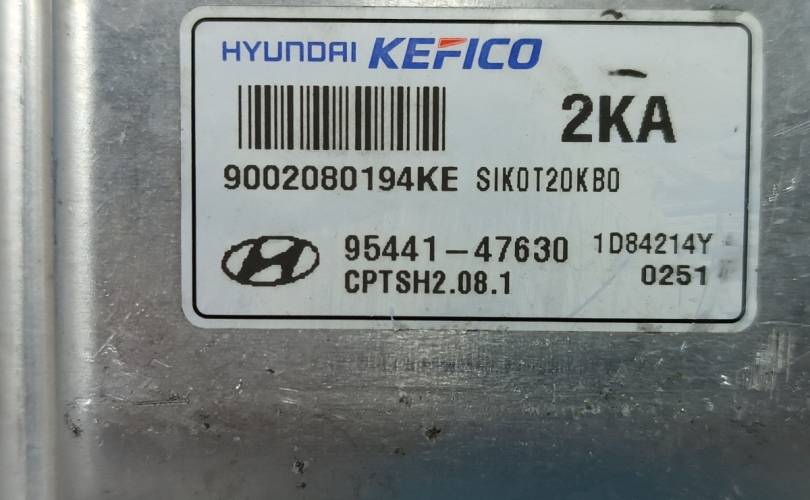 HYUNDAI KEFICO
2KA
9002080194KE SIK0T20KB0
95441-47630 1D84214Y
CPTSH2.08.1 0251